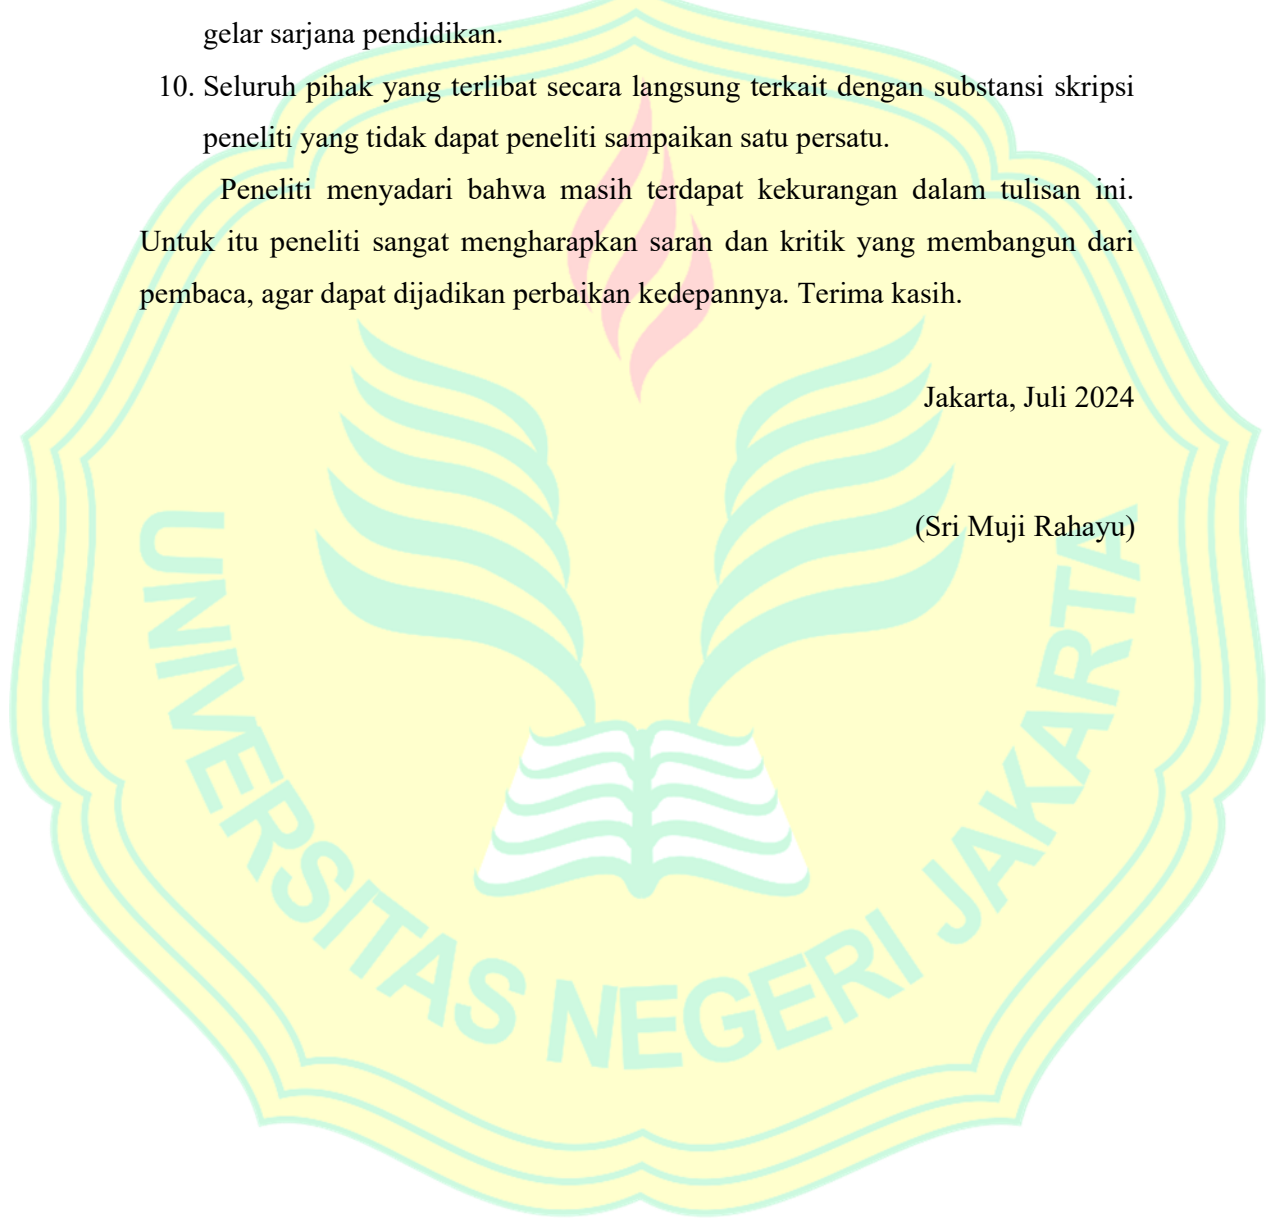 gelar sarjana pendidikan.
10. Seluruh pihak yang terlibat secara langsung terkait dengan substansi skripsi
peneliti yang tidak dapat peneliti sampaikan satu persatu.
Peneliti menyadari bahwa masih terdapat kekurangan dalam tulisan ini.
Untuk itu peneliti sangat mengharapkan saran dan kritik yang membangun dari
pembaca, agar dapat dijadikan perbaikan kedepannya. Terima kasih.
Jakarta, Juli 2024
(Sri Muji Rahayu)
UNIVERSITAS NEGERI JAKARTA